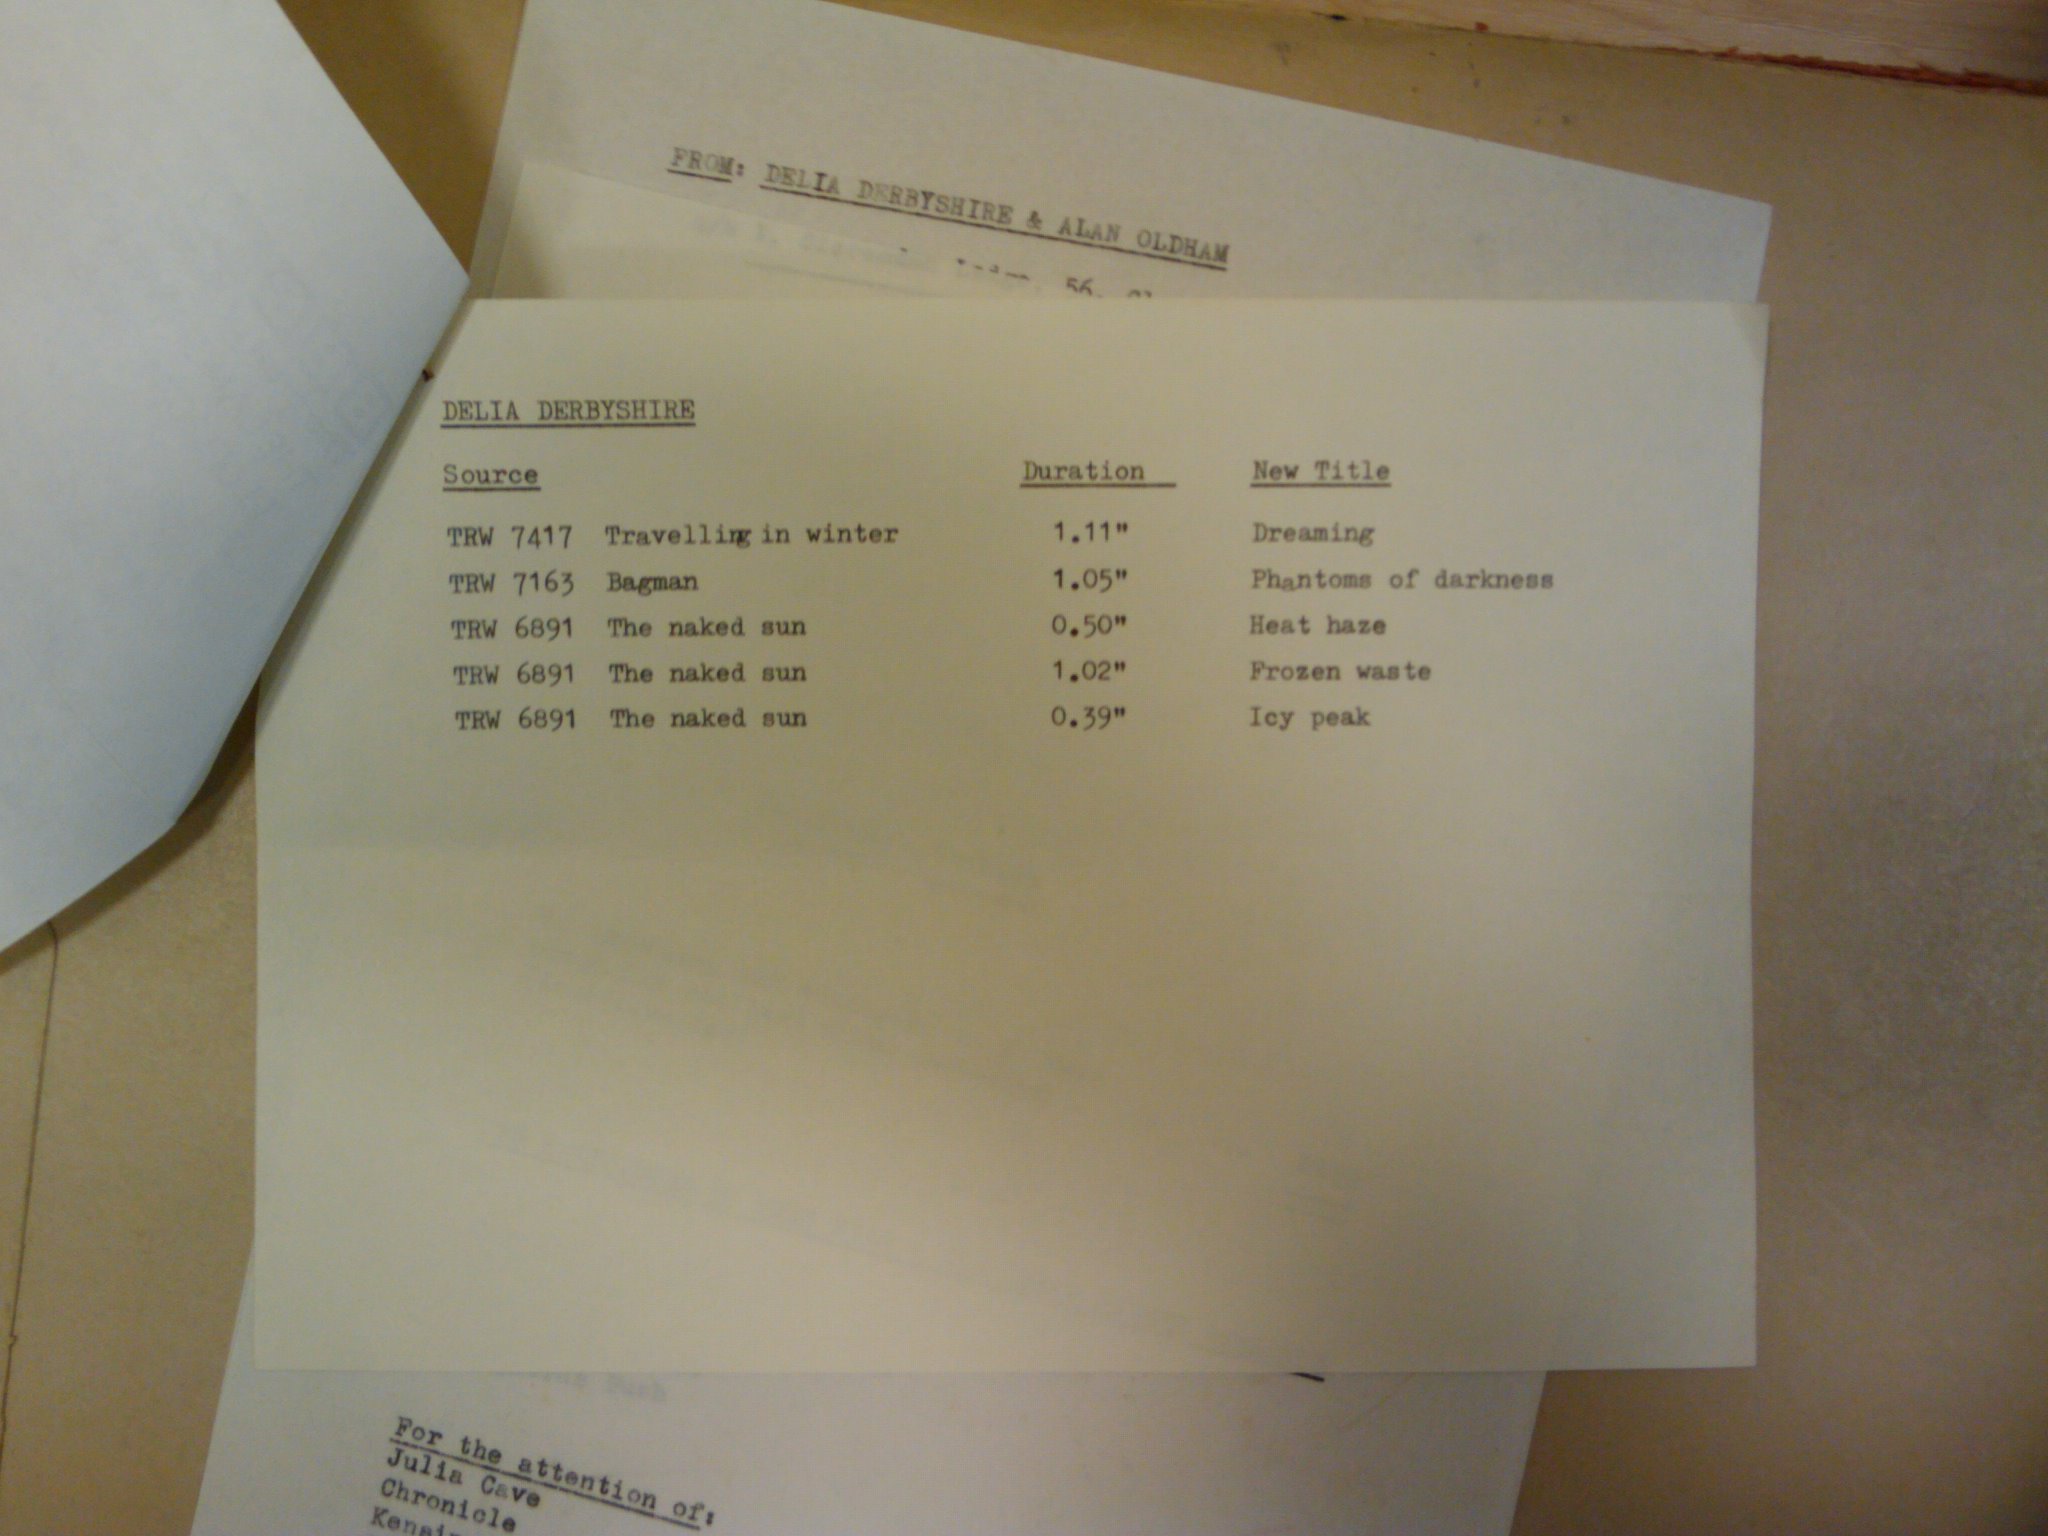 FROM: DELIA DERBYSHIRE & ALAN OLDHAM
56,
DELIA DERBYSHIRE
Source Duration New Title
TRW 7417 Travelling in winter 1.11" Dreaming
TRW 7163 Bagman 1.05" Phantoms of darkness
TRW 6891 The naked sun 0.50" Heat haze
TRW 6891 The naked sun 1.02" Frozen waste
TRW 6891 The naked sun 0.39" Icy peak
For the attention of:
Julia Cave
Chronicle